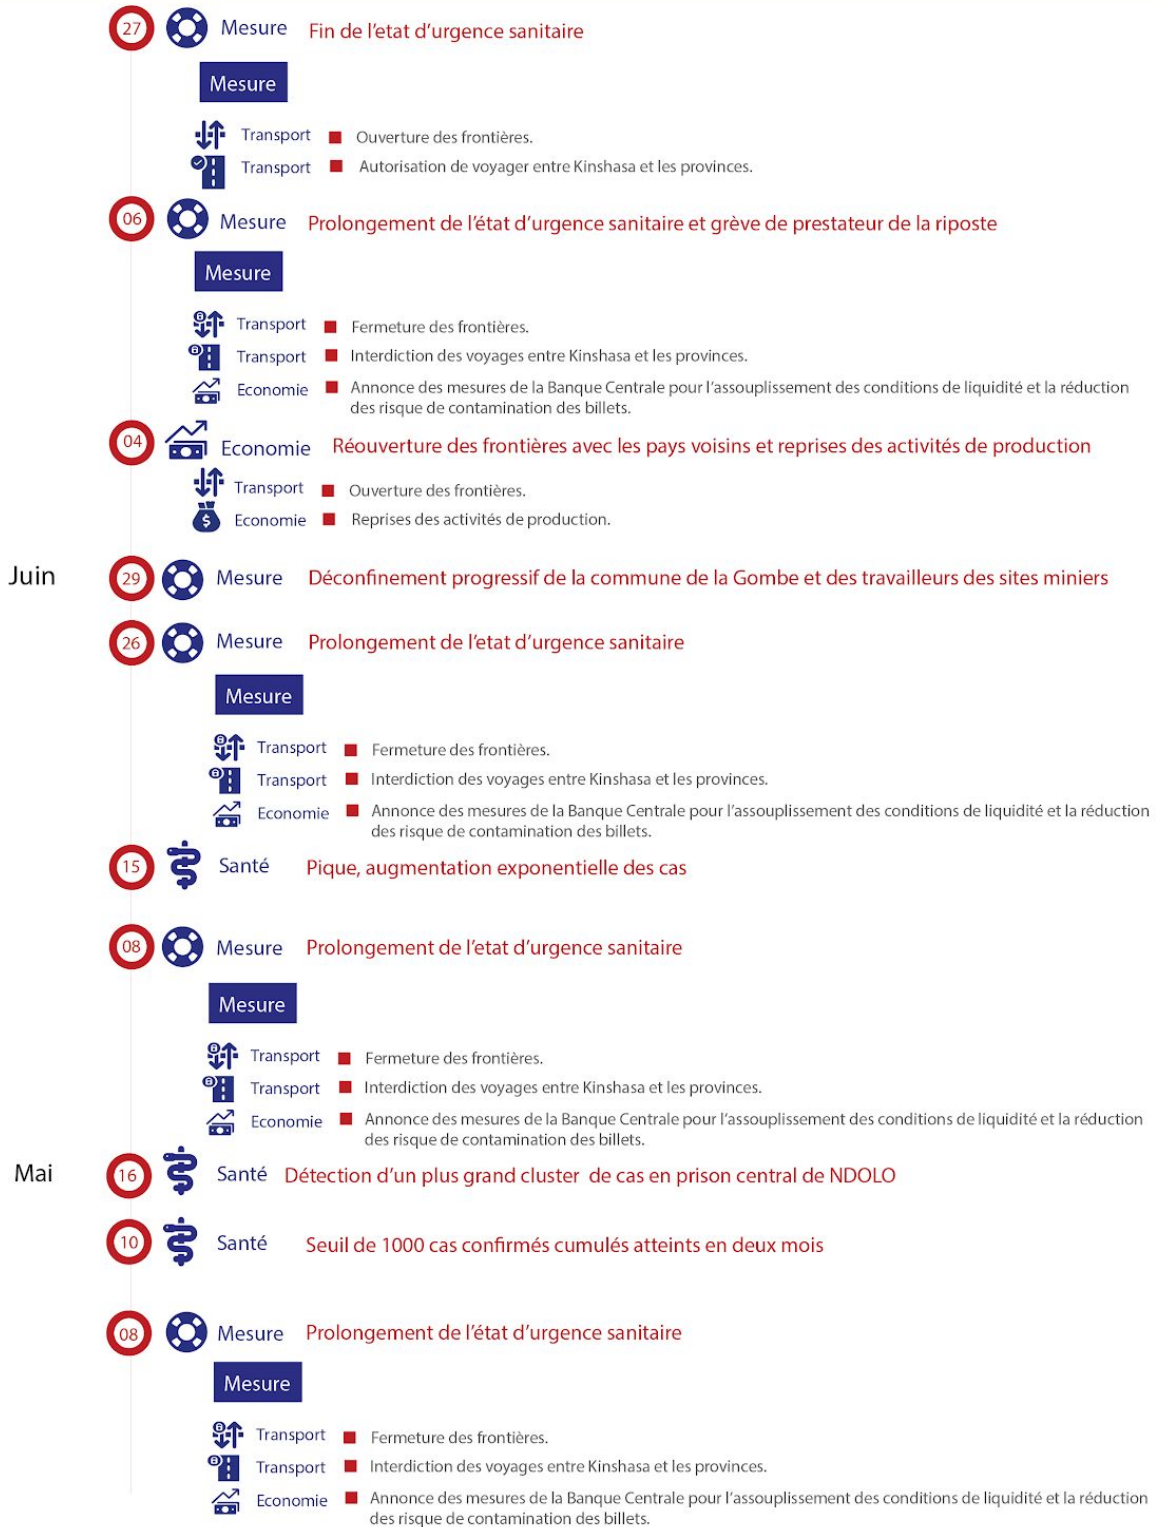 27 Mesure Fin de l'etat d'urgence sanitaire
Mesure
Transport Ouverture des frontières.
Transport Autorisation de voyager entre Kinshasa et les provinces.
06 Mesure Prolongement de l'état d'urgence sanitaire et grève de prestateur de la riposte
Mesure
Transport Fermeture des frontières.
Transport Interdiction des voyages entre Kinshasa et les provinces.
Economie Annonce des mesures de la Banque Centrale pour l'assouplissement des conditions de liquidité et la réduction
des risque de contamination des billets.
04 Economie Réouverture des frontières avec les pays voisins et reprises des activités de production
Transport Ouverture des frontières.
$ Economie Reprises des activités de production.
Juin 29 Mesure Déconfinement progressif de la commune de la Gombe et des travailleurs des sites miniers
26 Mesure Prolongement de l'etat d'urgence sanitaire
Mesure
Transport Fermeture des frontières.
Transport Interdiction des voyages entre Kinshasa et les provinces.
Economie Annonce des mesures de la Banque Centrale pour l'assouplissement des conditions de liquidité et la réduction
des risque de contamination des billets.
15 Santé Pique, augmentation exponentielle des cas
08 Mesure Prolongement de l'etat d'urgence sanitaire
Mesure
Transport Fermeture des frontières.
Transport Interdiction des voyages entre Kinshasa et les provinces.
Economie Annonce des mesures de la Banque Centrale pour l'assouplissement des conditions de liquidité et la réduction
des risque de contamination des billets.
Mai 16 Santé Détection d'un plus grand cluster de cas en prison central de NDOLO
10 Santé Seuil de 1000 cas confirmés cumulés atteints en deux mois
08 Mesure Prolongement de l'état d'urgence sanitaire
Mesure
Transport Fermeture des frontières.
Transport Interdiction des voyages entre Kinshasa et les provinces.
Economie Annonce des mesures de la Banque Centrale pour l'assouplissement des conditions de liquidité et la réduction
des risque de contamination des billets.